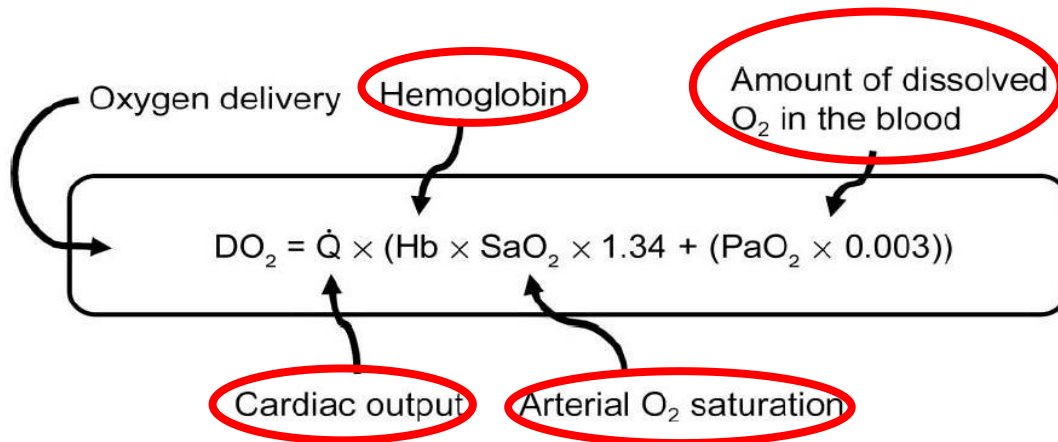 Oxygen delivery
Hemoglobin
Amount of dissolved
O₂ in the blood
DO₂ = Q̇ × (Hb × SaO₂ × 1.34 + (PaO₂ × 0.003))
Cardiac output
Arterial O₂ saturation